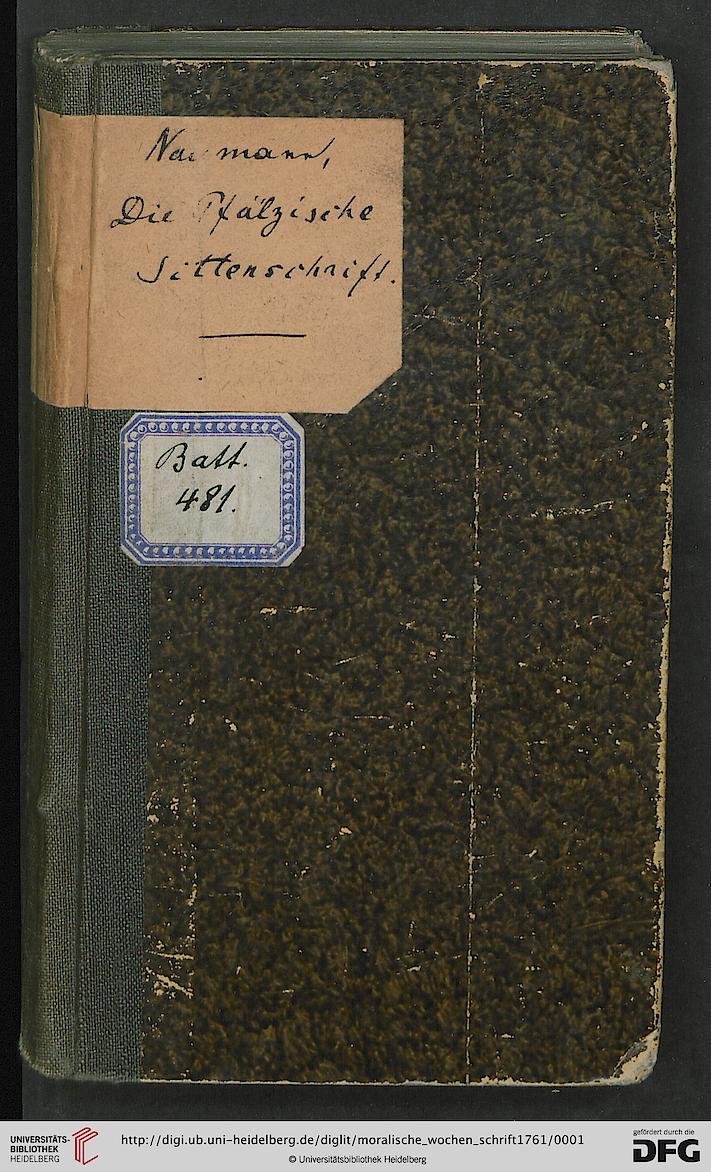 Naumann,
Die Pfälzische
Sittenschrift.
Batt.
481.
UNIVERSITÄTS-
BIBLIOTHEK
HEIDELBERG
http://digi.ub.uni-heidelberg.de/diglit/moralische_wochen_schrift1761/0001
© Universitätsbibliothek Heidelberg
gefördert durch die
DFG